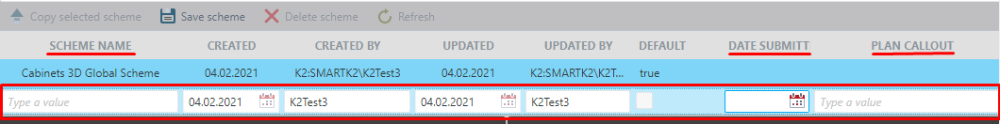 Copy selected scheme Save scheme Delete scheme Refresh
SCHEME NAME CREATED CREATED BY UPDATED UPDATED BY DEFAULT DATE SUBMITT PLAN CALLOUT
Cabinets 3D Global Scheme 04.02.2021 K2:SMARTK2\K2Test3 04.02.2021 K2:SMARTK2\K2T... true
Type a value 04.02.2021 K2Test3 04.02.2021 K2Test3 Type a value